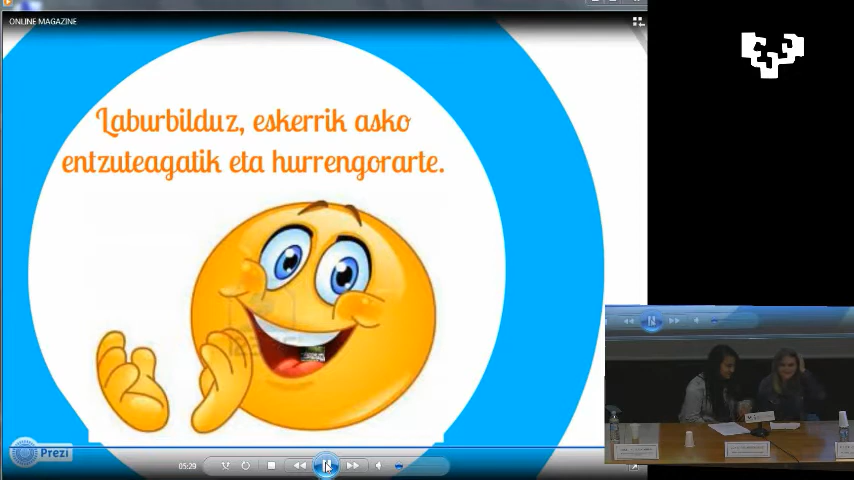 ONLINE MAGAZINE
Laburbilduz, eskerrik asko
entzuteagatik eta hurrengorarte.
Prezi
05:29